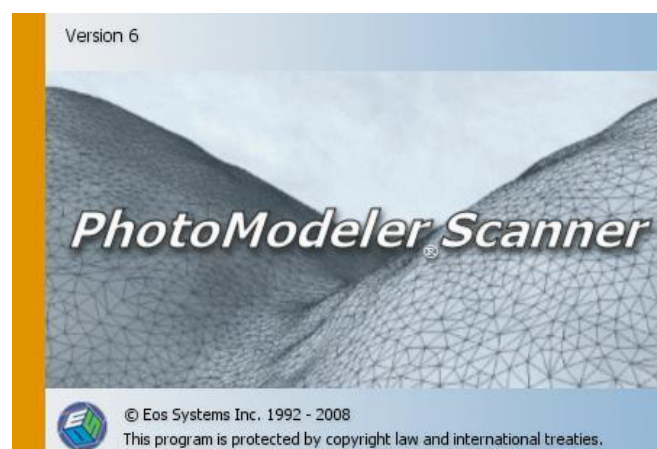 Version 6
PhotoModeler® Scanner
© Eos Systems Inc. 1992 - 2008
This program is protected by copyright law and international treaties.